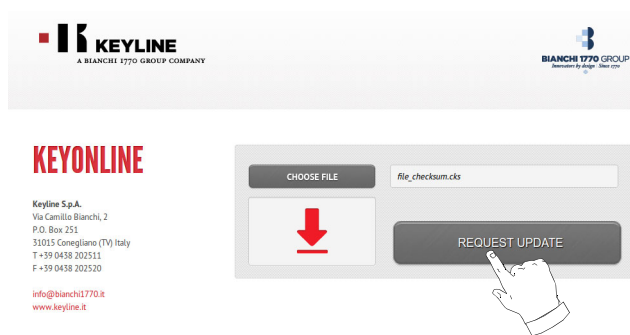 KEYLINE
A BIANCHI 1770 GROUP COMPANY
BIANCHI 1770 GROUP
Innovators by design | Since 1770
KEYONLINE
CHOOSE FILE
file_checksum.cks
REQUEST UPDATE
Keyline S.p.A.
Via Camillo Bianchi, 2
P.O. Box 251
31015 Conegliano (TV) Italy
T +39 0438 202511
F +39 0438 202520
info@bianchi1770.it
www.keyline.it